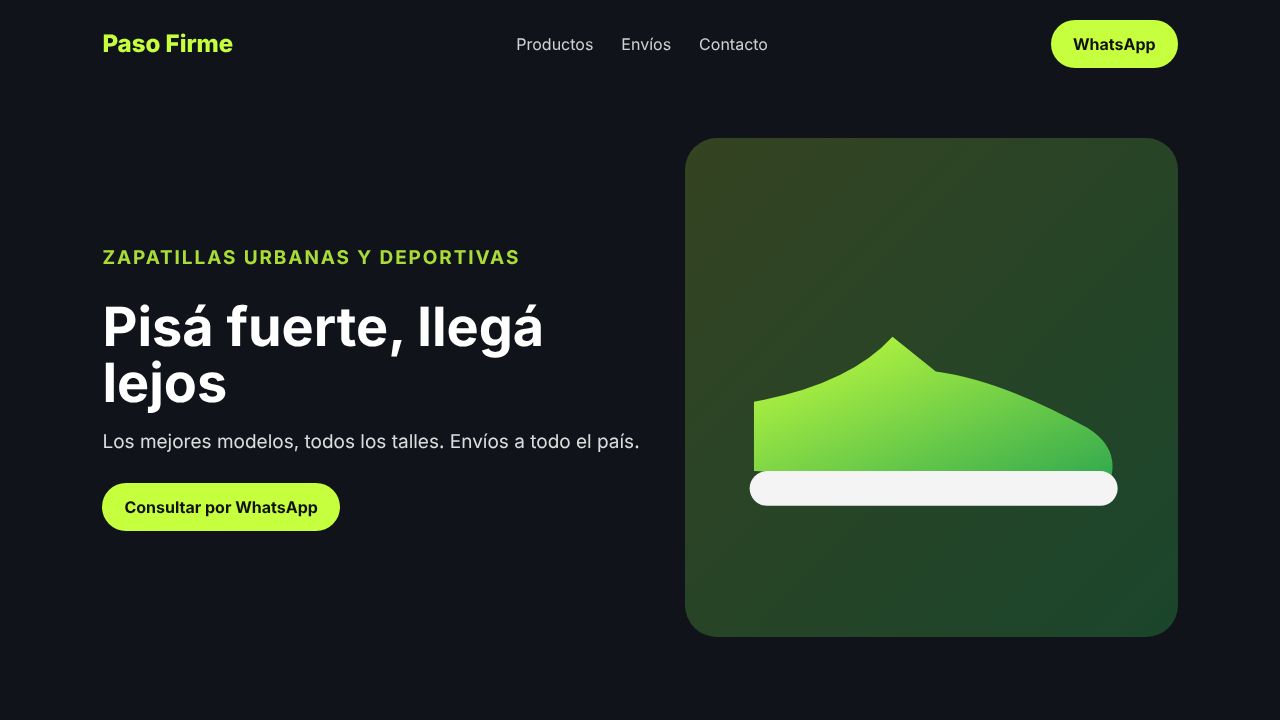 Paso Firme
Productos
Envíos
Contacto
WhatsApp
ZAPATILLAS URBANAS Y DEPORTIVAS
Pisá fuerte, llegá
lejos
Los mejores modelos, todos los talles. Envíos a todo el país.
Consultar por WhatsApp